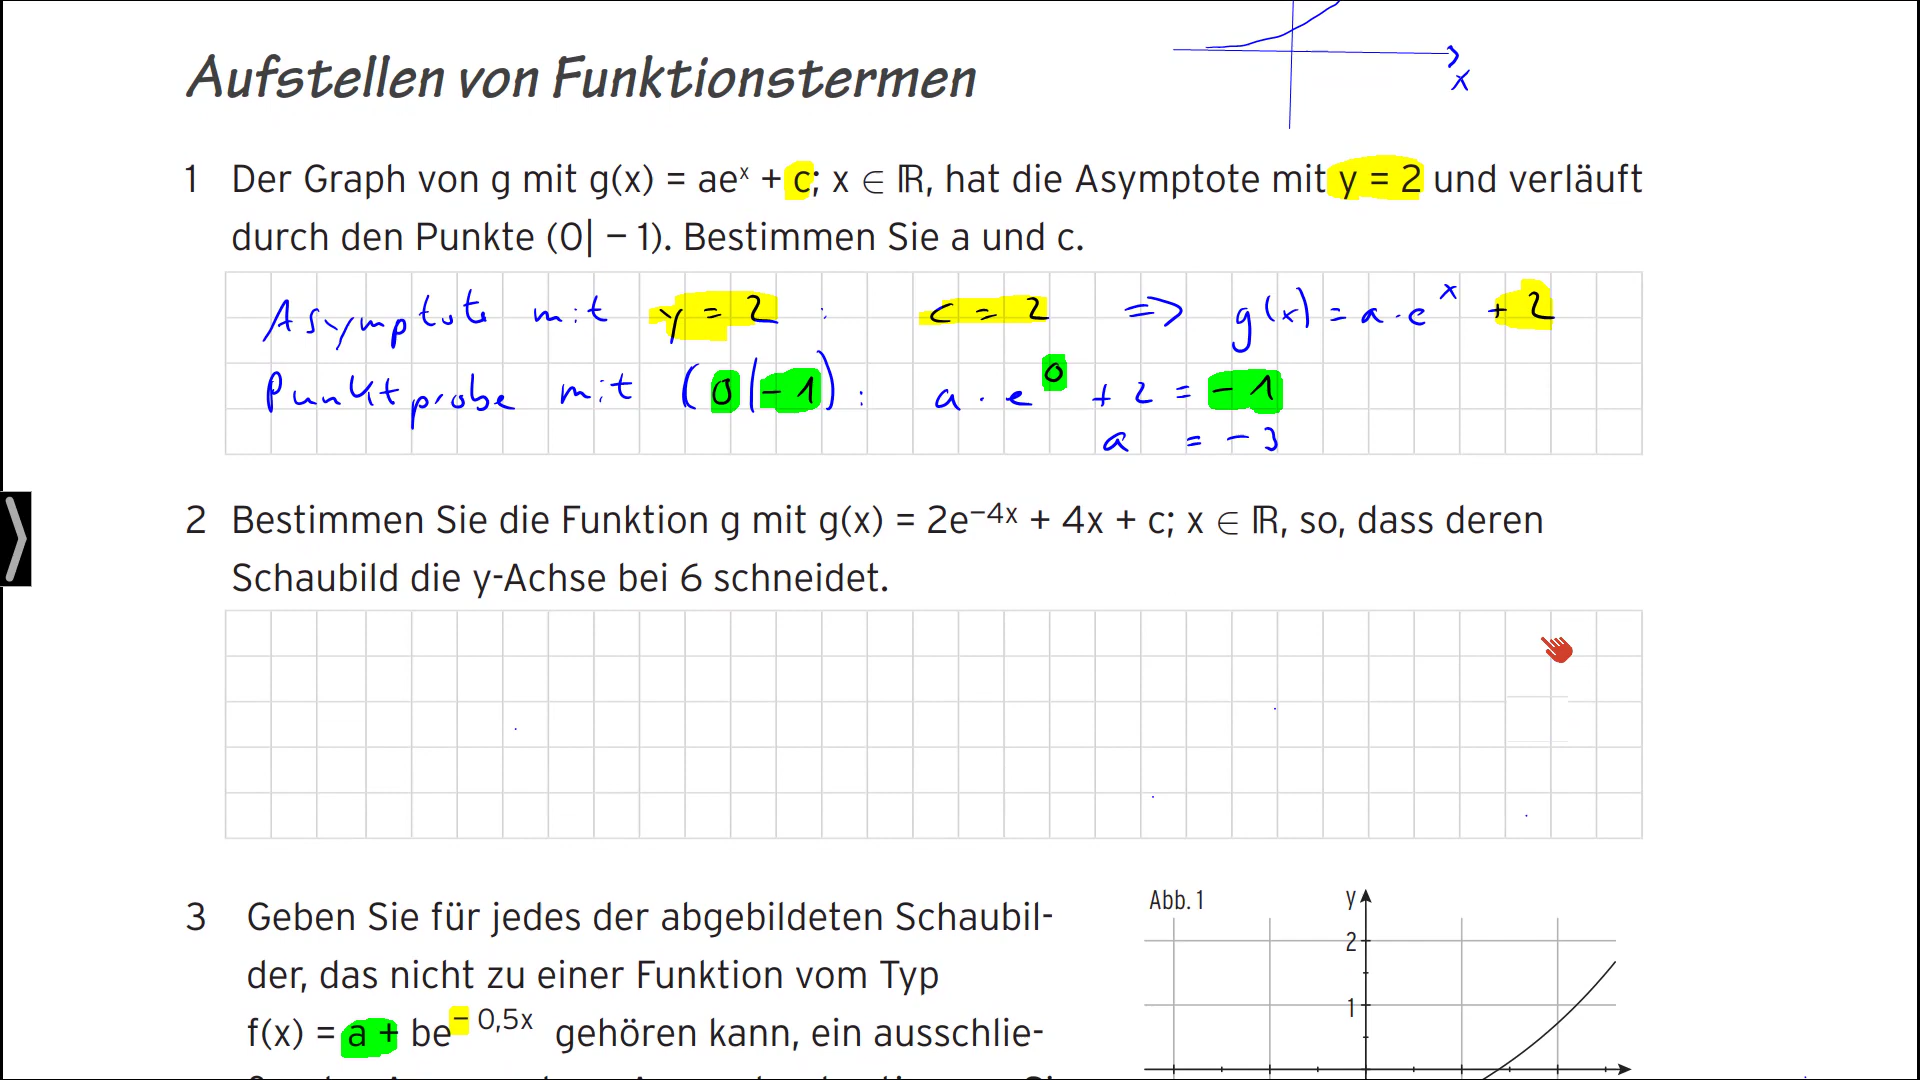 x
Aufstellen von Funktionstermen
1 Der Graph von g mit g(x) = aeˣ + c; x ∈ ℝ, hat die Asymptote mit y = 2 und verläuft
durch den Punkte (0| − 1). Bestimmen Sie a und c.
Asymptote mit y = 2 : c = 2 => g(x) = a · eˣ + 2
Punktprobe mit (0|-1) : a · e⁰ + 2 = -1
a = -3
2 Bestimmen Sie die Funktion g mit g(x) = 2e⁻⁴ˣ + 4x + c; x ∈ ℝ, so, dass deren
Schaubild die y-Achse bei 6 schneidet.
3 Geben Sie für jedes der abgebildeten Schaubil-
der, das nicht zu einer Funktion vom Typ
f(x) = a + be^(− 0,5x) gehören kann, ein ausschlie-
Abb. 1
y
2
1